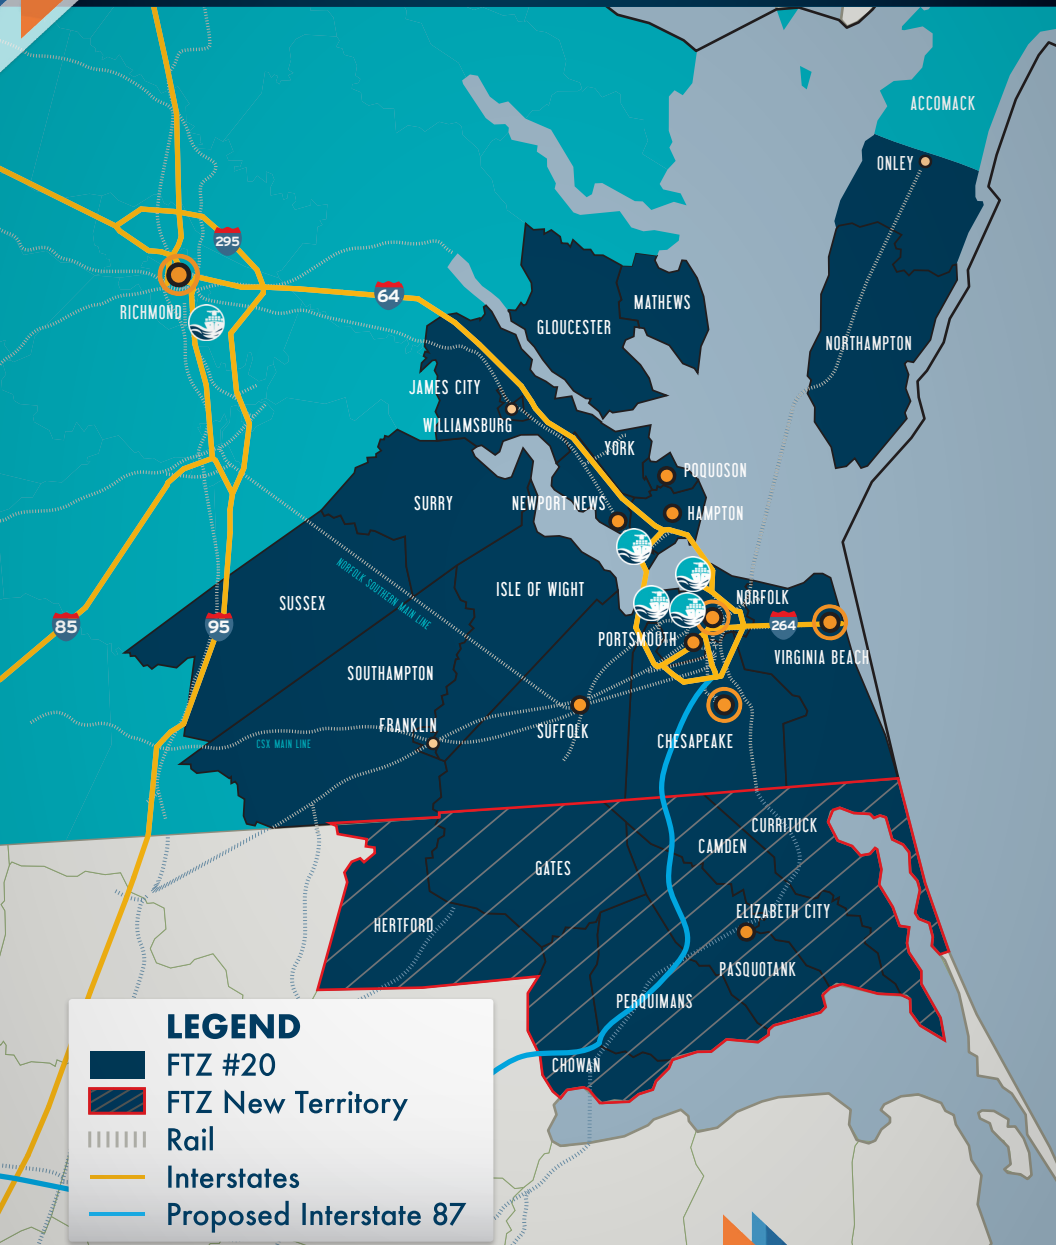 ACCOMACK
ONLEY
295
64
RICHMOND
MATHEWS
GLOUCESTER
NORTHAMPTON
JAMES CITY
WILLIAMSBURG
YORK
POQUOSON
SURRY
NEWPORT NEWS
HAMPTON
NORFOLK SOUTHERN MAIN LINE
ISLE OF WIGHT
NORFOLK
SUSSEX
85
95
264
PORTSMOUTH
VIRGINIA BEACH
SOUTHAMPTON
FRANKLIN
SUFFOLK
CSX MAIN LINE
CHESAPEAKE
CURRITUCK
CAMDEN
GATES
ELIZABETH CITY
HERTFORD
PASQUOTANK
PERQUIMANS
CHOWAN
LEGEND
FTZ #20
FTZ New Territory
Rail
Interstates
Proposed Interstate 87